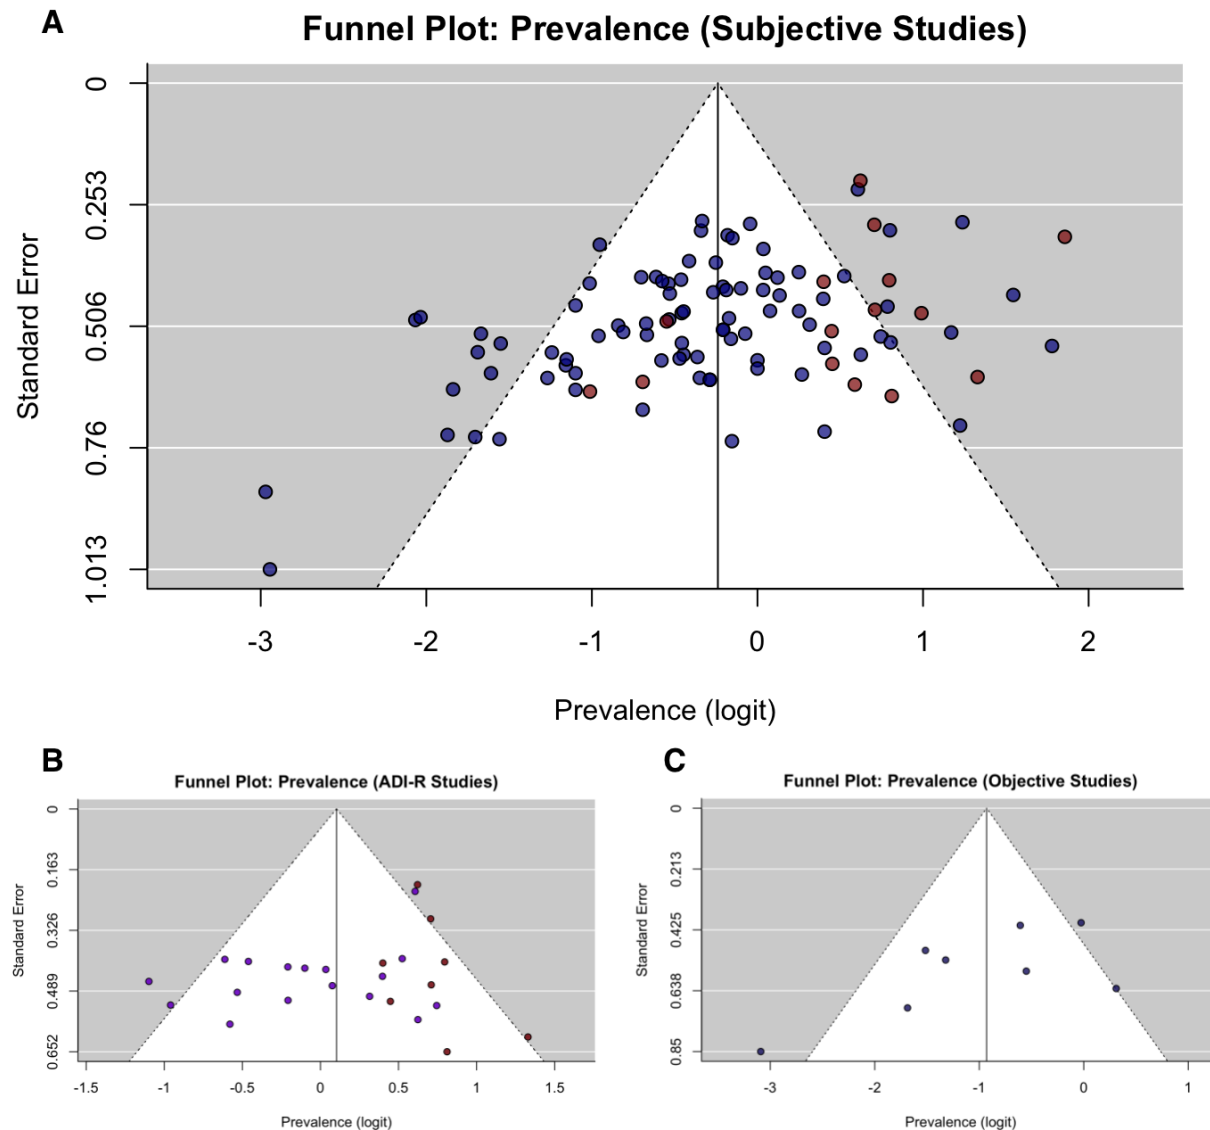 A
Funnel Plot: Prevalence (Subjective Studies)
Standard Error
0
0.253
0.506
0.76
1.013
-3 -2 -1 0 1 2
Prevalence (logit)
B
Funnel Plot: Prevalence (ADI-R Studies)
Standard Error
0
0.163
0.326
0.489
0.652
-1.5 -1 -0.5 0 0.5 1 1.5
Prevalence (logit)
C
Funnel Plot: Prevalence (Objective Studies)
Standard Error
0
0.213
0.425
0.638
0.85
-3 -2 -1 0 1
Prevalence (logit)